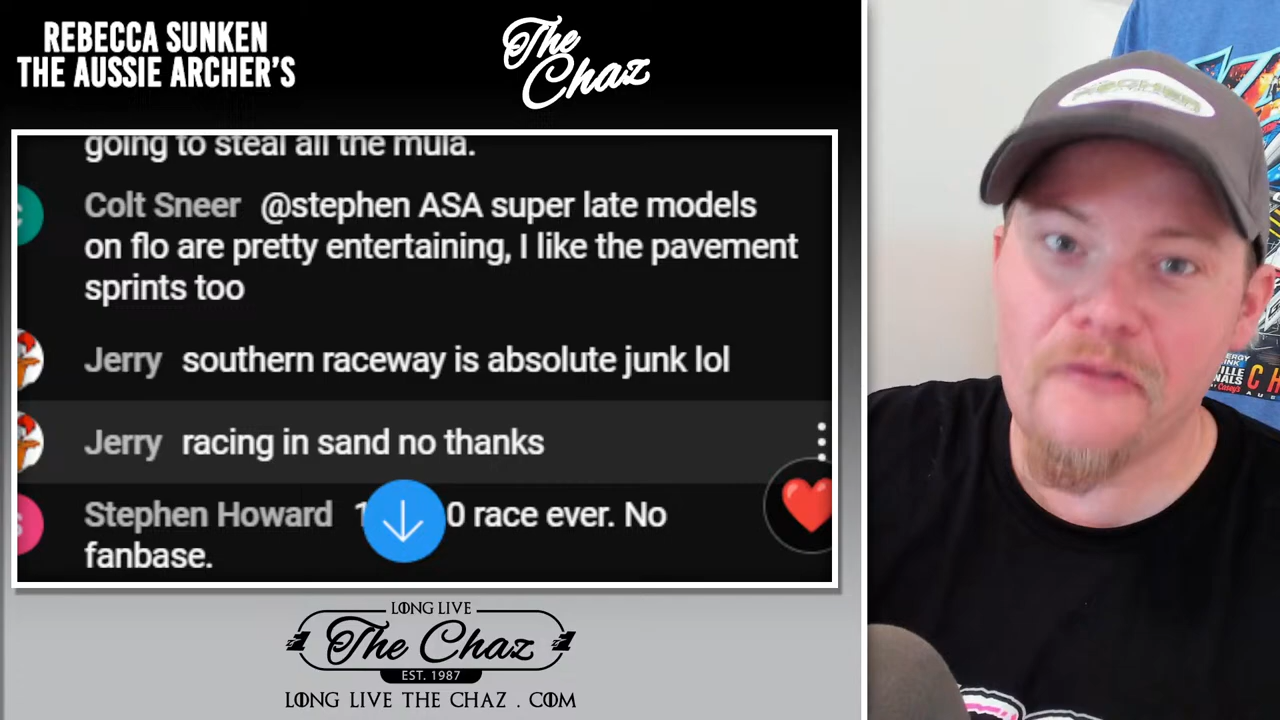 REBECCA SUNKEN
THE AUSSIE ARCHER'S
The
Chaz
going to steal all the mula.
Colt Sneer @stephen ASA super late models
on flo are pretty entertaining, I like the pavement
sprints too
Jerry southern raceway is absolute junk lol
Jerry racing in sand no thanks
Stephen Howard 1 0 race ever. No
fanbase.
LONG LIVE
The Chaz
EST. 1987
LONG LIVE THE CHAZ . COM